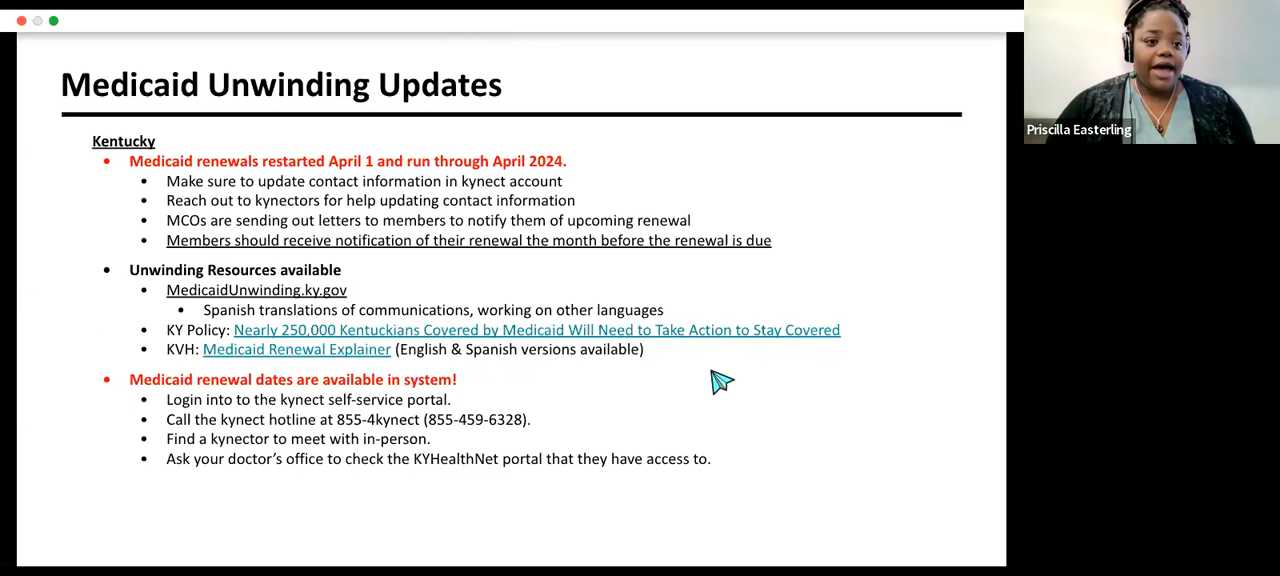 Medicaid Unwinding Updates
Priscilla Easterling
Kentucky
• Medicaid renewals restarted April 1 and run through April 2024.
• Make sure to update contact information in kynect account
• Reach out to kynectors for help updating contact information
• MCOs are sending out letters to members to notify them of upcoming renewal
• Members should receive notification of their renewal the month before the renewal is due
• Unwinding Resources available
• MedicaidUnwinding.ky.gov
• Spanish translations of communications, working on other languages
• KY Policy: Nearly 250,000 Kentuckians Covered by Medicaid Will Need to Take Action to Stay Covered
• KVH: Medicaid Renewal Explainer (English & Spanish versions available)
• Medicaid renewal dates are available in system!
• Login into to the kynect self-service portal.
• Call the kynect hotline at 855-4kynect (855-459-6328).
• Find a kynector to meet with in-person.
• Ask your doctor’s office to check the KYHealthNet portal that they have access to.